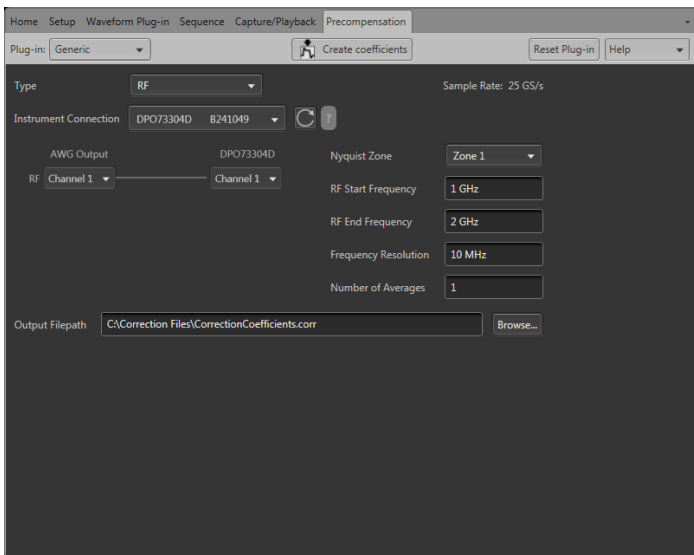 Home Setup Waveform Plug-in Sequence Capture/Playback Precompensation
Plug-in: Generic Create coefficients Reset Plug-in Help
Type RF Sample Rate: 25 GS/s
Instrument Connection DPO73304D B241049 ?
AWG Output DPO73304D Nyquist Zone Zone 1
RF Channel 1 Channel 1
RF Start Frequency 1 GHz
RF End Frequency 2 GHz
Frequency Resolution 10 MHz
Number of Averages 1
Output Filepath C:\Correction Files\CorrectionCoefficients.corr Browse...